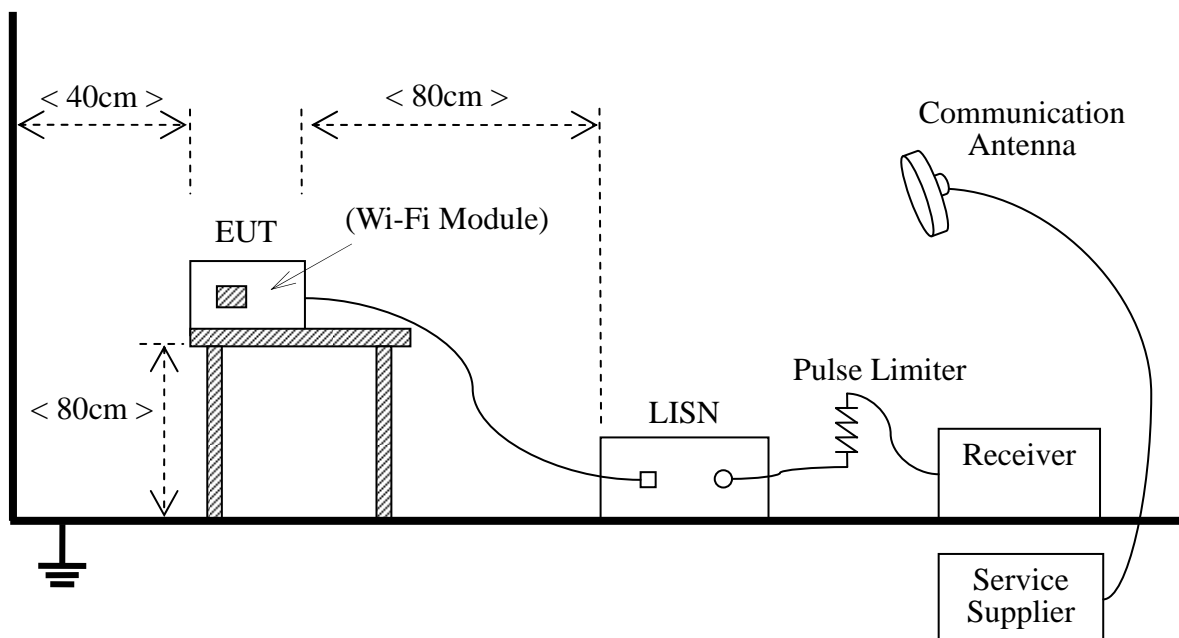 < 40cm >
< 80cm >
Communication
Antenna
(Wi-Fi Module)
EUT
Pulse Limiter
< 80cm >
LISN
Receiver
Service
Supplier